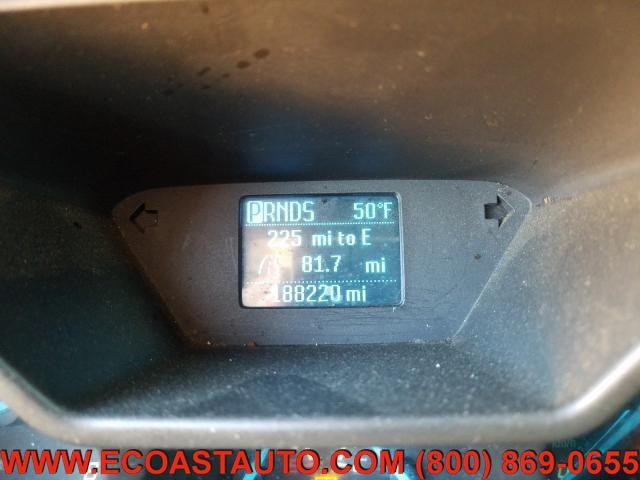 PRNDS 50°F
225 mi to E
81.7 mi
188220 mi
WWW.ECOASTAUTO.COM (800) 869-0655